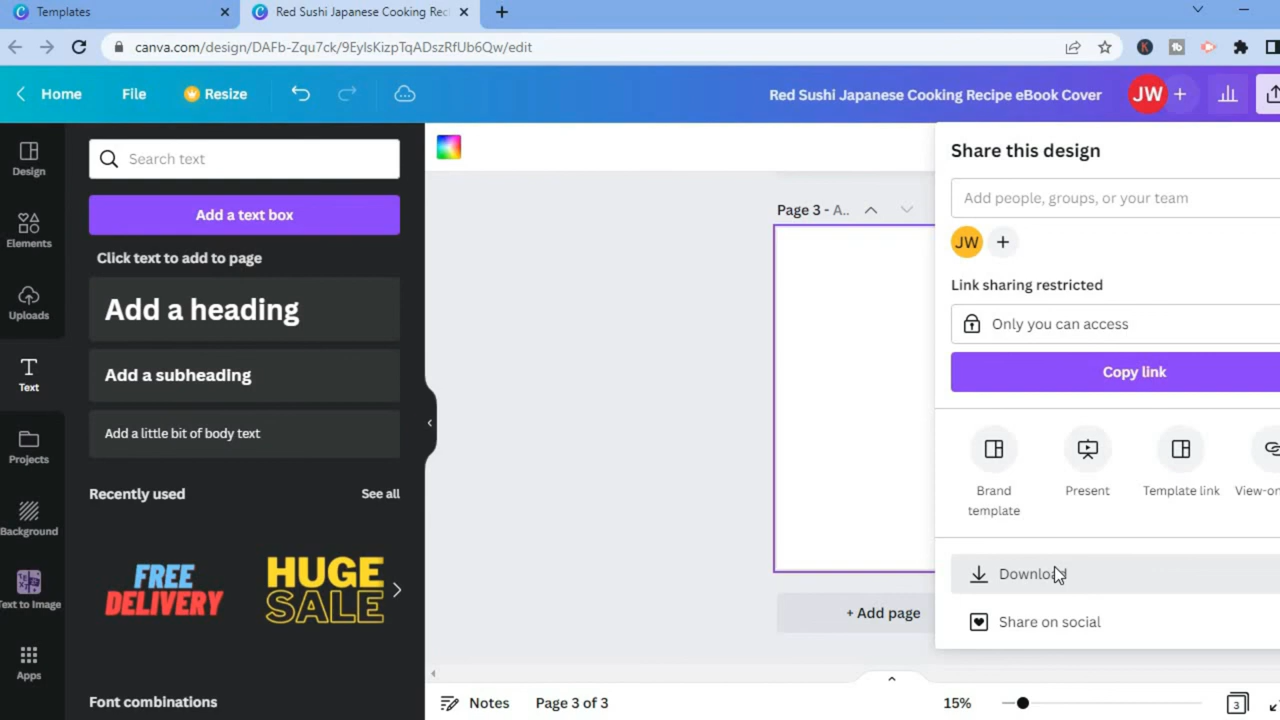 Templates
Red Sushi Japanese Cooking Rec
canva.com/design/DAFb-Zqu7ck/9EylsKizpTqADszRfUb6Qw/edit
Home File Resize
Red Sushi Japanese Cooking Recipe eBook Cover
JW
Design
Elements
Uploads
Text
Projects
Background
Text to Image
Apps
Search text
Add a text box
Click text to add to page
Add a heading
Add a subheading
Add a little bit of body text
Recently used See all
FREE
DELIVERY
HUGE
SALE
Font combinations
Page 3 - A..
+ Add page
Notes Page 3 of 3
15%
3
Share this design
Add people, groups, or your team
JW
Link sharing restricted
Only you can access
Copy link
Brand
template
Present
Template link
View-on
Download
Share on social